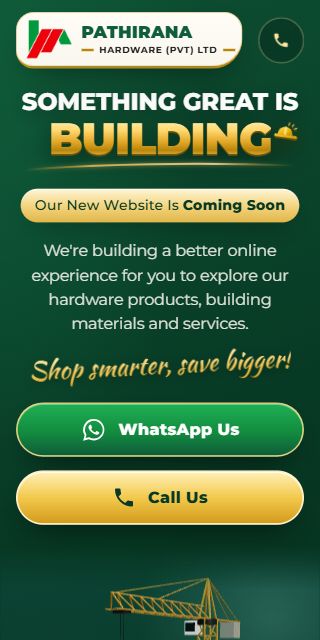 PATHIRANA
HARDWARE (PVT) LTD
SOMETHING GREAT IS
BUILDING
Our New Website Is Coming Soon
We're building a better online
experience for you to explore our
hardware products, building
materials and services.
Shop smarter, save bigger!
WhatsApp Us
Call Us